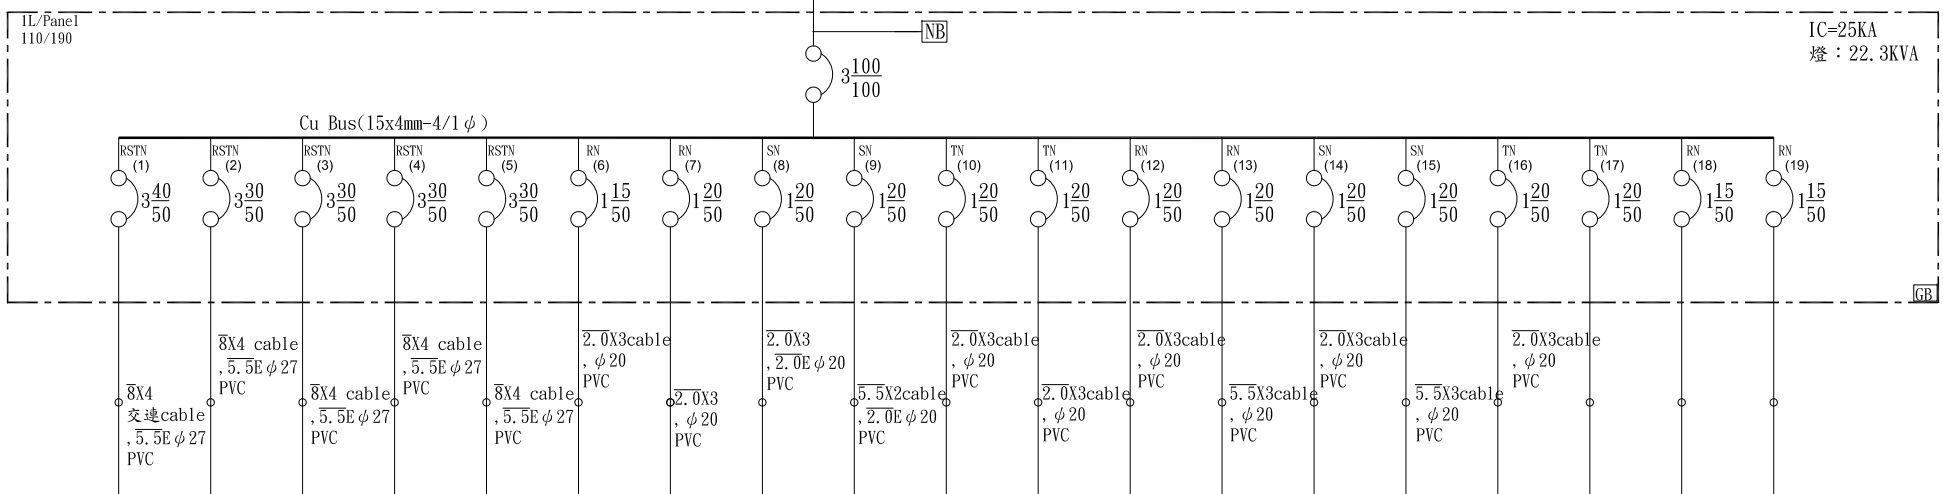 1L/Panel
110/190
NB
IC=25KA
燈：22.3KVA
3 100/100
Cu Bus(15x4mm-4/1φ)
RSTN
(1)
3 40/50
RSTN
(2)
3 30/50
RSTN
(3)
3 30/50
RSTN
(4)
3 30/50
RSTN
(5)
3 30/50
RN
(6)
1 15/50
RN
(7)
1 20/50
SN
(8)
1 20/50
SN
(9)
1 20/50
TN
(10)
1 20/50
TN
(11)
1 20/50
RN
(12)
1 20/50
RN
(13)
1 20/50
SN
(14)
1 20/50
SN
(15)
1 20/50
TN
(16)
1 20/50
TN
(17)
1 20/50
RN
(18)
1 15/50
RN
(19)
1 15/50
GB
8X4
交連cable
,5.5Eφ27
PVC
8X4 cable
,5.5Eφ27
PVC
8X4 cable
,5.5Eφ27
PVC
8X4 cable
,5.5Eφ27
PVC
8X4 cable
,5.5Eφ27
PVC
2.0X3cable
,φ20
PVC
2.0X3
,φ20
PVC
2.0X3
,2.0Eφ20
PVC
5.5X2cable
,2.0Eφ20
PVC
2.0X3cable
,φ20
PVC
2.0X3cable
,φ20
PVC
2.0X3cable
,φ20
PVC
5.5X3cable
,φ20
PVC
2.0X3cable
,φ20
PVC
5.5X3cable
,φ20
PVC
2.0X3cable
,φ20
PVC